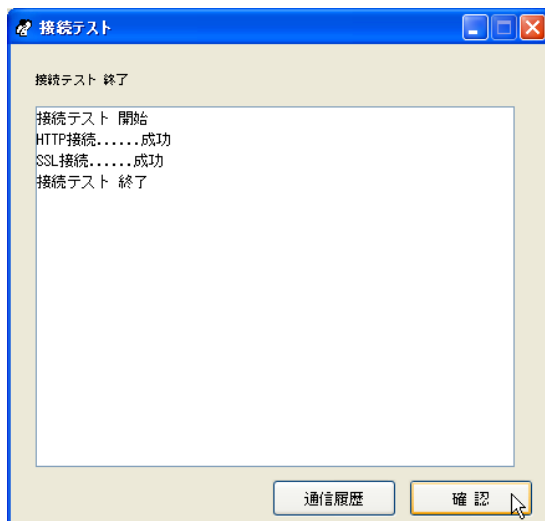 接続テスト
接続テスト 終了
接続テスト 開始
HTTP接続......成功
SSL接続......成功
接続テスト 終了
通信履歴
確 認